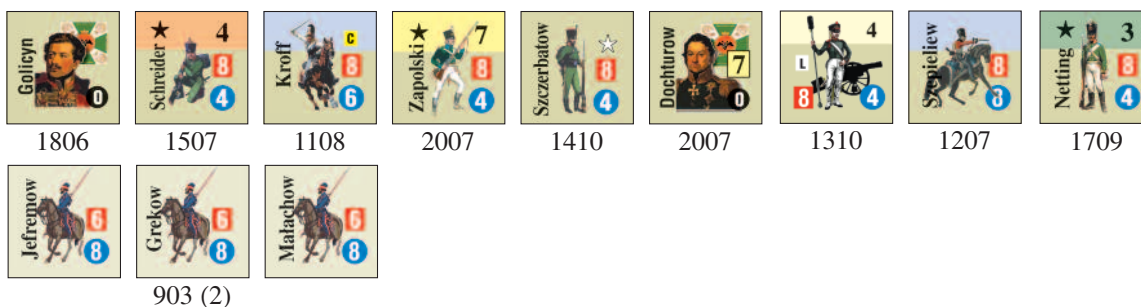 Golicyn 0
Schreider ★ 4 8 4
Kroff C 8 6
Zapolski ★ 7 8 4
Szczerbatow ☆ 8 4
Dochturow 7 0
4 L 8 4
Szepieliew 8 8
Netting ★ 3 8 4
1806 1507 1108 2007 1410 2007 1310 1207 1709
Jefremow 6 8
Grekow 6 8
Małachow 6 8
903 (2)